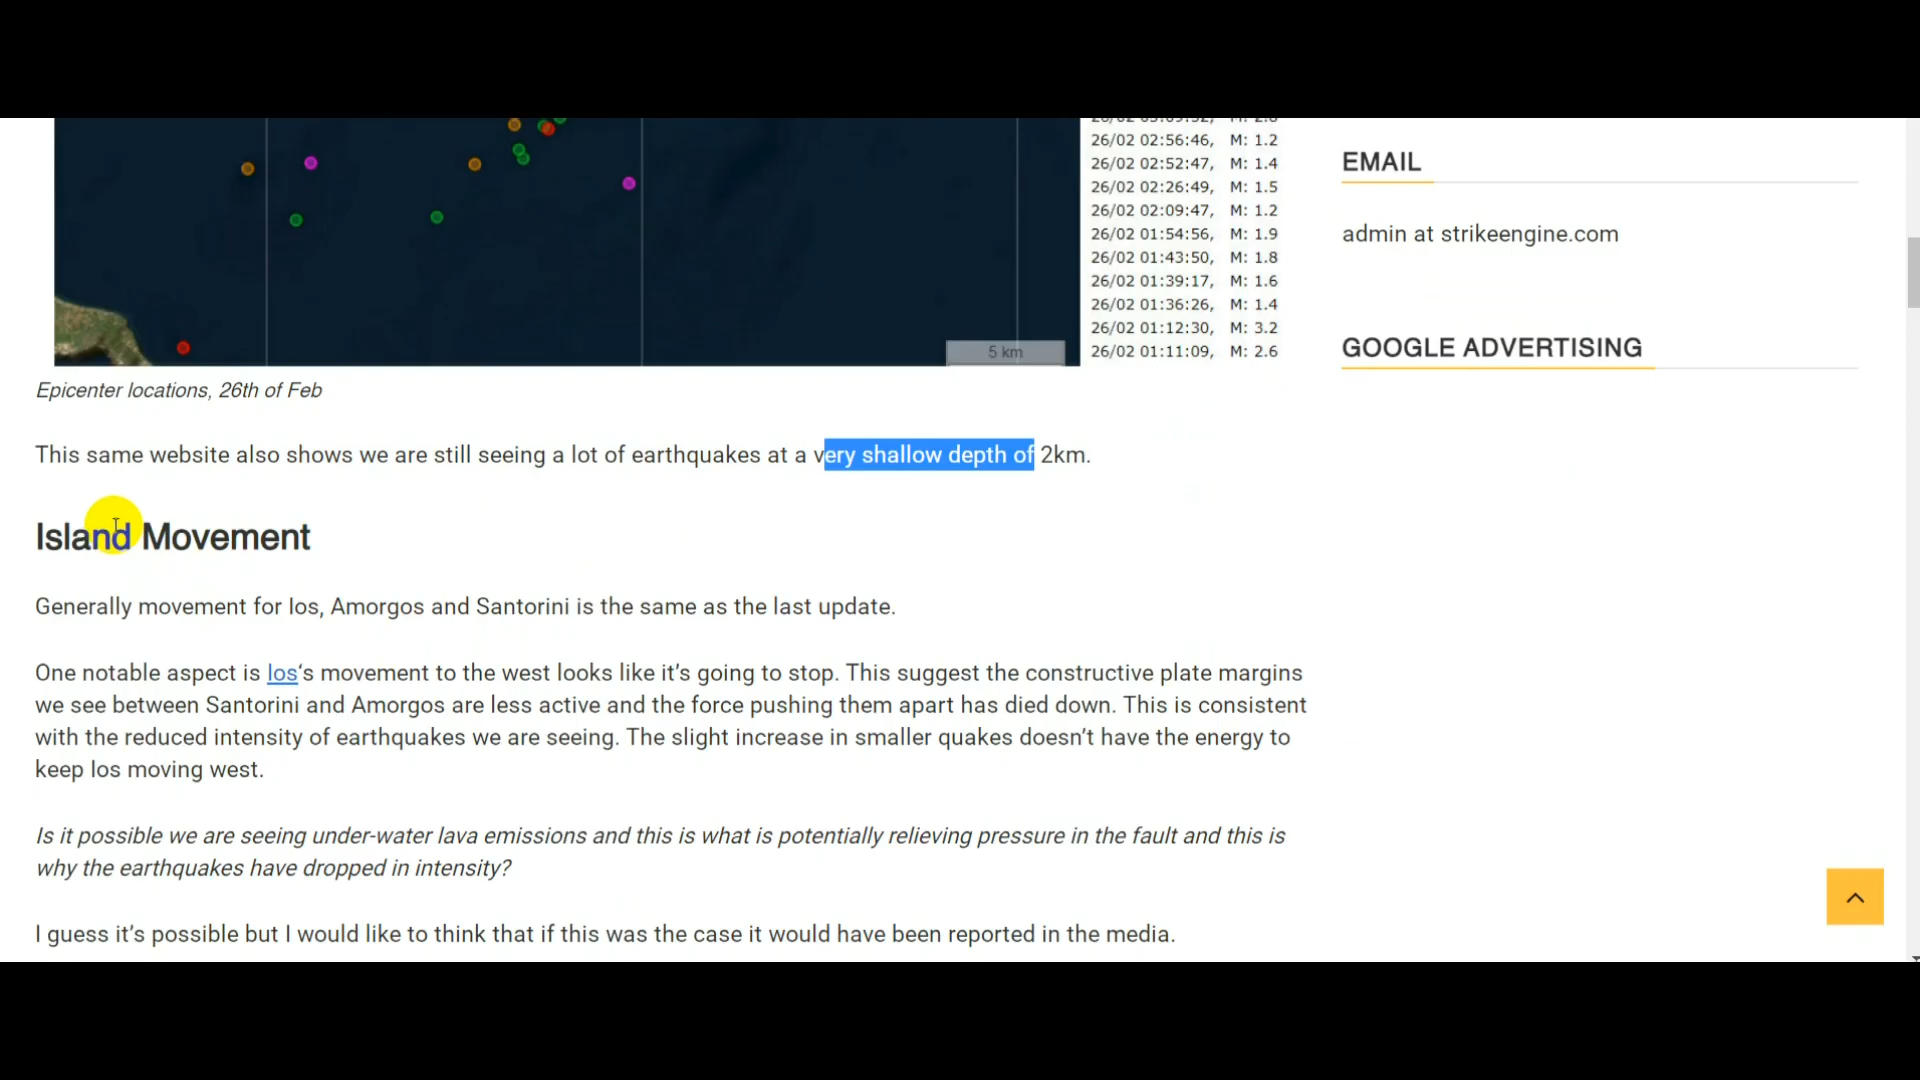 26/02 02:56:46, M: 1.2
26/02 02:52:47, M: 1.4
26/02 02:26:49, M: 1.5
26/02 02:09:47, M: 1.2
26/02 01:54:56, M: 1.9
26/02 01:43:50, M: 1.8
26/02 01:39:17, M: 1.6
26/02 01:36:26, M: 1.4
26/02 01:12:30, M: 3.2
26/02 01:11:09, M: 2.6
5 km
Epicenter locations, 26th of Feb
This same website also shows we are still seeing a lot of earthquakes at a very shallow depth of 2km.
Island Movement
Generally movement for Ios, Amorgos and Santorini is the same as the last update.
One notable aspect is Ios‘s movement to the west looks like it’s going to stop. This suggest the constructive plate margins
we see between Santorini and Amorgos are less active and the force pushing them apart has died down. This is consistent
with the reduced intensity of earthquakes we are seeing. The slight increase in smaller quakes doesn’t have the energy to
keep Ios moving west.
Is it possible we are seeing under-water lava emissions and this is what is potentially relieving pressure in the fault and this is
why the earthquakes have dropped in intensity?
I guess it’s possible but I would like to think that if this was the case it would have been reported in the media.
EMAIL
admin at strikeengine.com
GOOGLE ADVERTISING